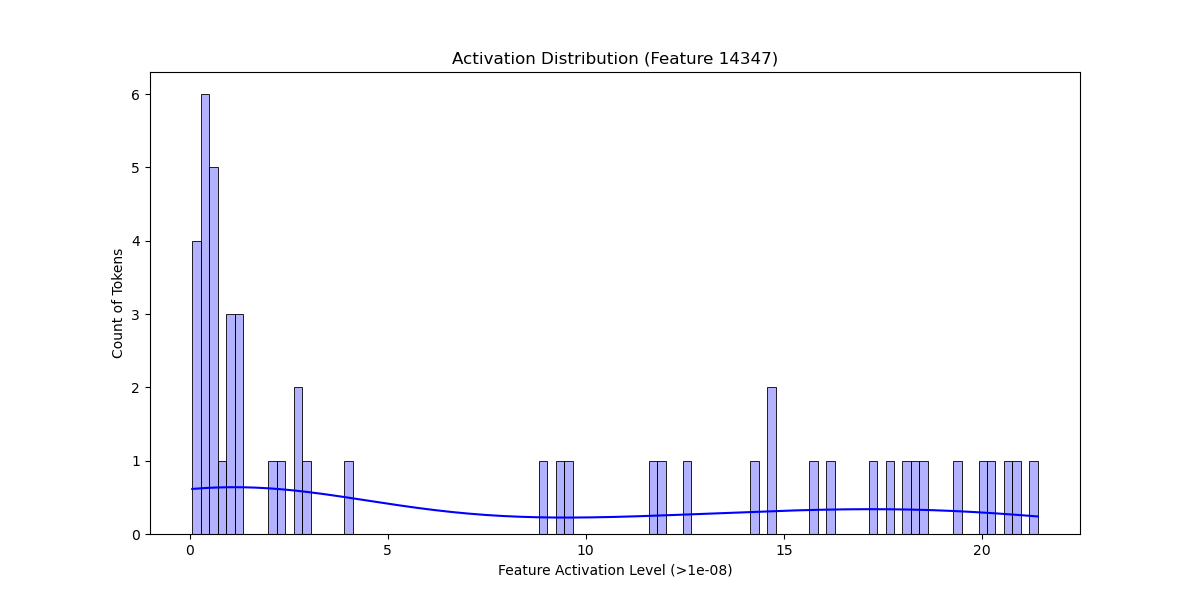 Activation Distribution (Feature 14347)
6
5
4
3
2
1
0
Count of Tokens
0 5 10 15 20
Feature Activation Level (>1e-08)